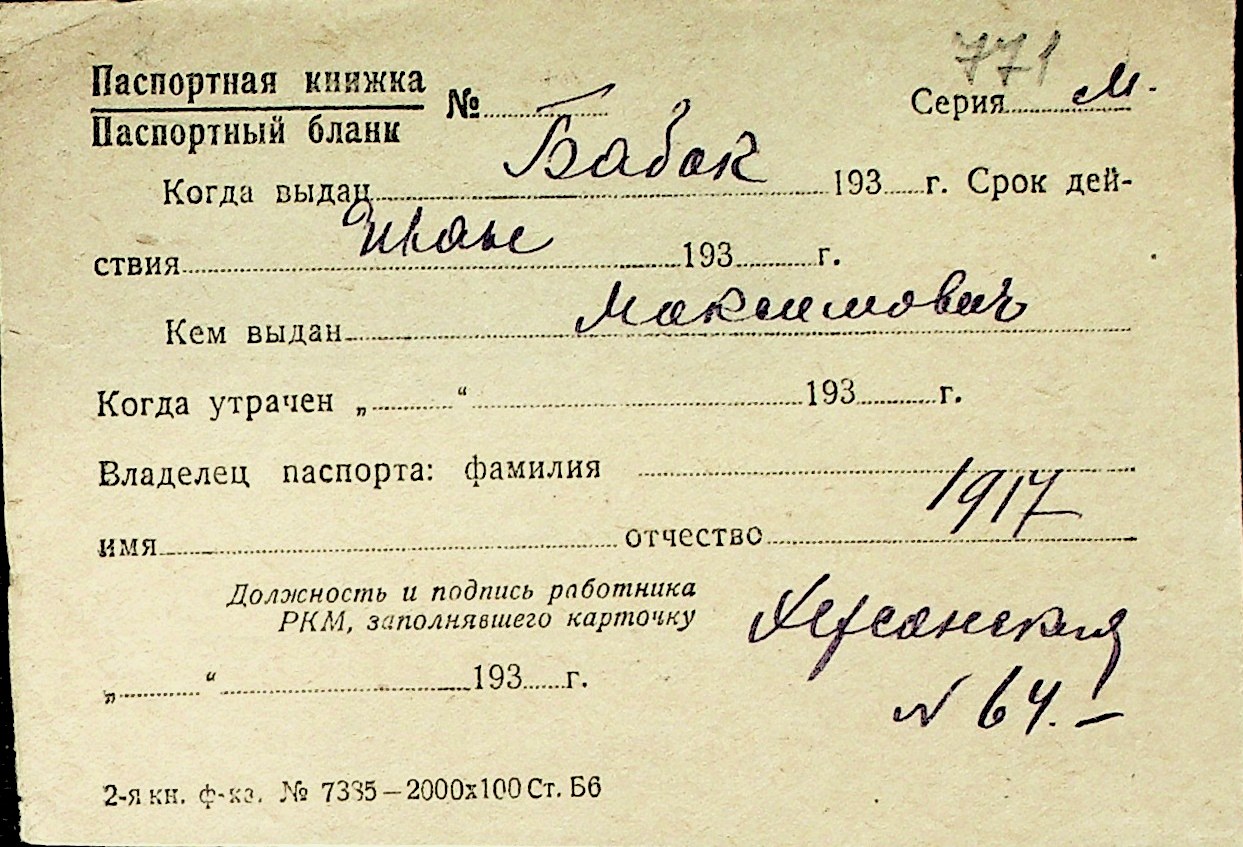 771
Паспортная книжка № Серия М.
Паспортный бланк
Бабак
Когда выдан 193 г. Срок дей-
Иван
ствия 193 г.
Максимович
Кем выдан
Когда утрачен „ “ 193 г.
Владелец паспорта: фамилия
1917
имя отчество
Должность и подпись работника
РКМ, заполнявшего карточку
Херсонская
№ 64. –
„ “ 193 г.
2-я кн. ф-ка. № 7385—2000x100 Ст. Б6